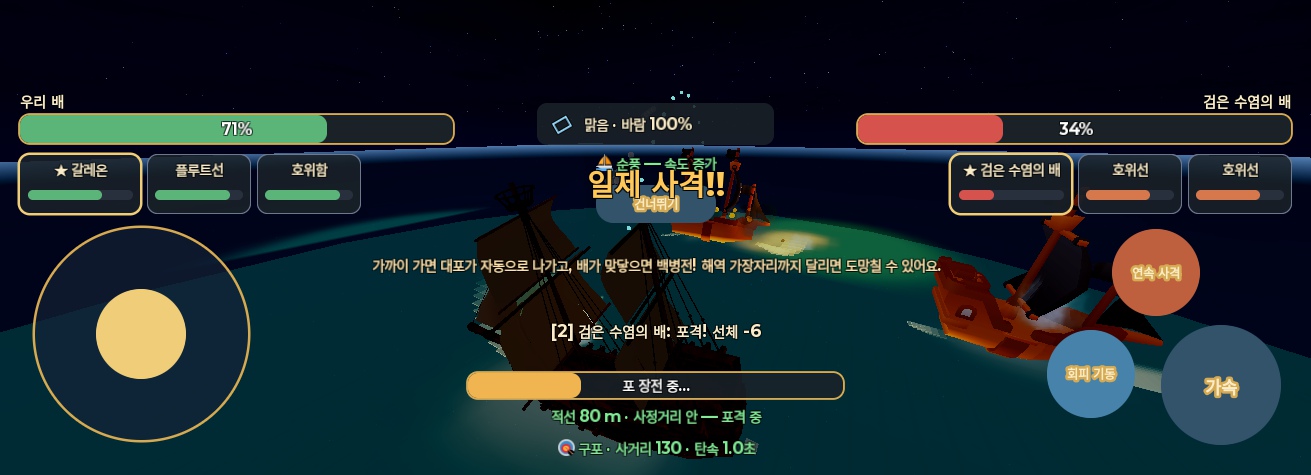 우리 배
검은 수염의 배
71%
맑음 · 바람 100%
34%
★ 갈레온
플루트선
호위함
순풍 — 속도 증가
★ 검은 수염의 배
호위선
호위선
일제 사격!!
건너뛰기
가까이 가면 대포가 자동으로 나가고, 배가 맞닿으면 백병전! 해역 가장자리까지 달리면 도망칠 수 있어요.
연속 사격
[2] 검은 수염의 배: 포격! 선체 -6
회피 기동
가속
포 장전 중...
적선 80 m · 사정거리 안 — 포격 중
구포 · 사거리 130 · 탄속 1.0초